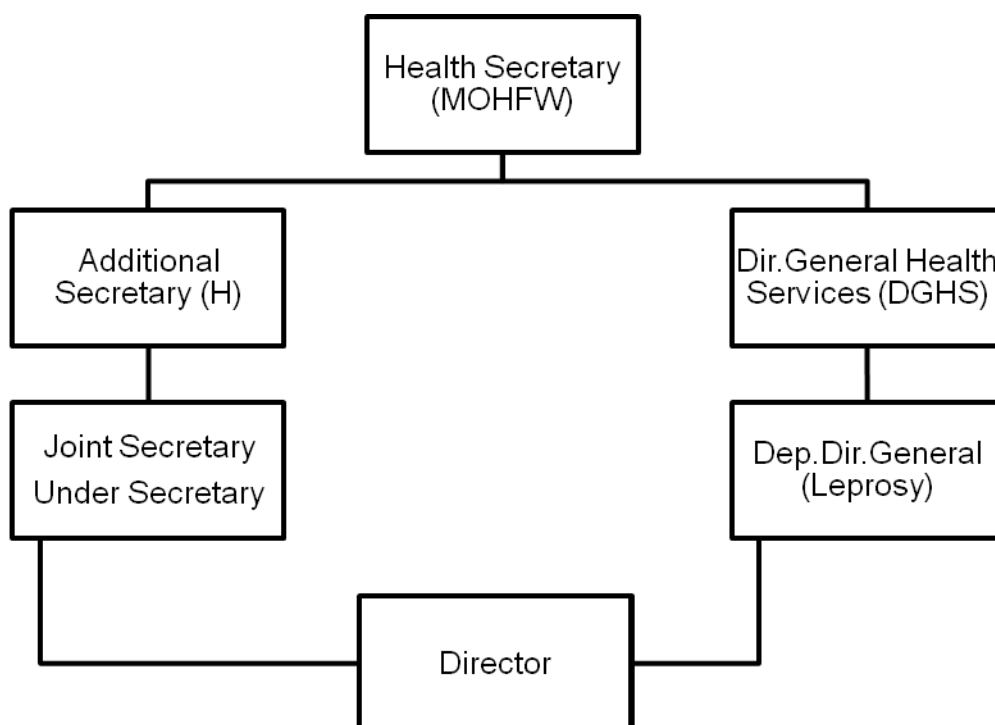 Health Secretary
(MOHFW)
Additional
Secretary (H)
Dir.General Health
Services (DGHS)
Joint Secretary
Under Secretary
Dep.Dir.General
(Leprosy)
Director